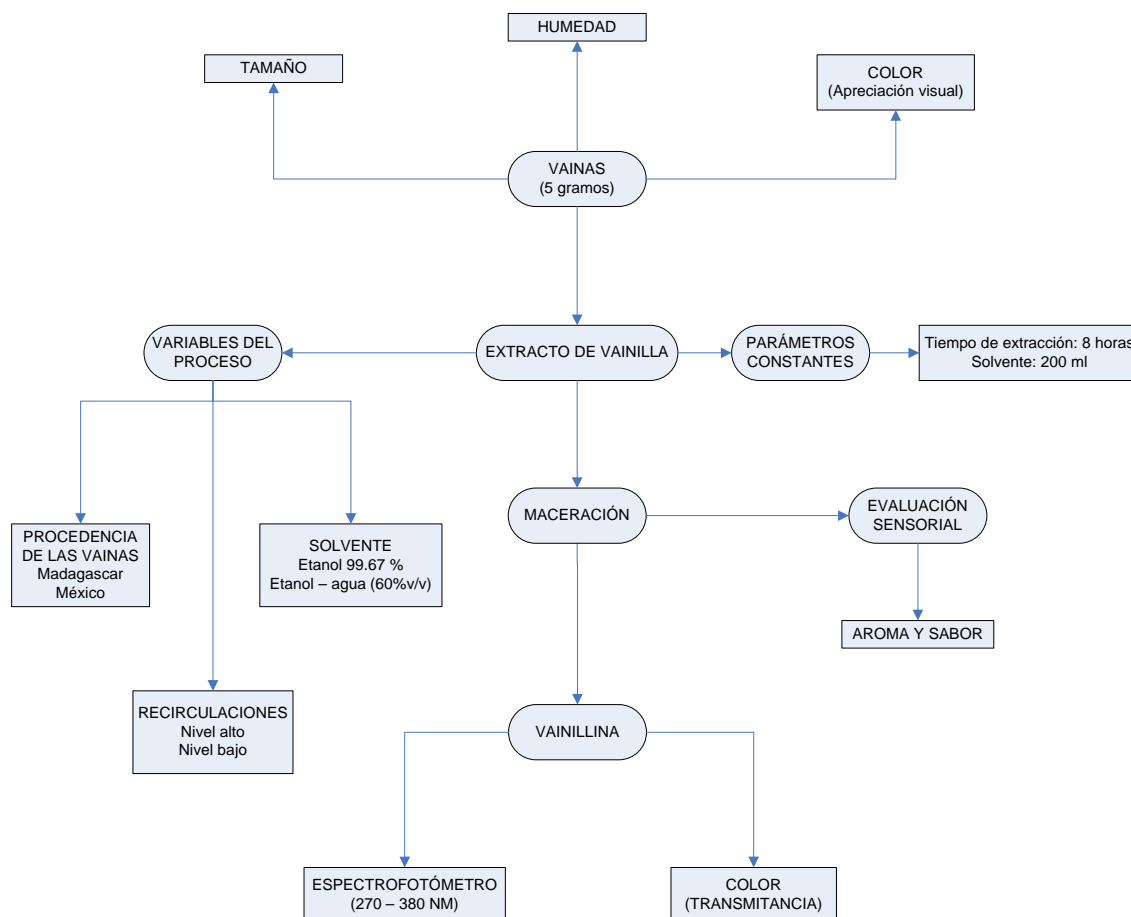 HUMEDAD
TAMAÑO
COLOR
(Apreciación visual)
VAINAS
(5 gramos)
VARIABLES DEL
PROCESO
EXTRACTO DE VAINILLA
PARÁMETROS
CONSTANTES
Tiempo de extracción: 8 horas
Solvente: 200 ml
MACERACIÓN
EVALUACIÓN
SENSORIAL
PROCEDENCIA
DE LAS VAINAS
Madagascar
México
SOLVENTE
Etanol 99.67 %
Etanol – agua (60%v/v)
AROMA Y SABOR
RECIRCULACIONES
Nivel alto
Nivel bajo
VAINILLINA
ESPECTROFOTÓMETRO
(270 – 380 NM)
COLOR
(TRANSMITANCIA)